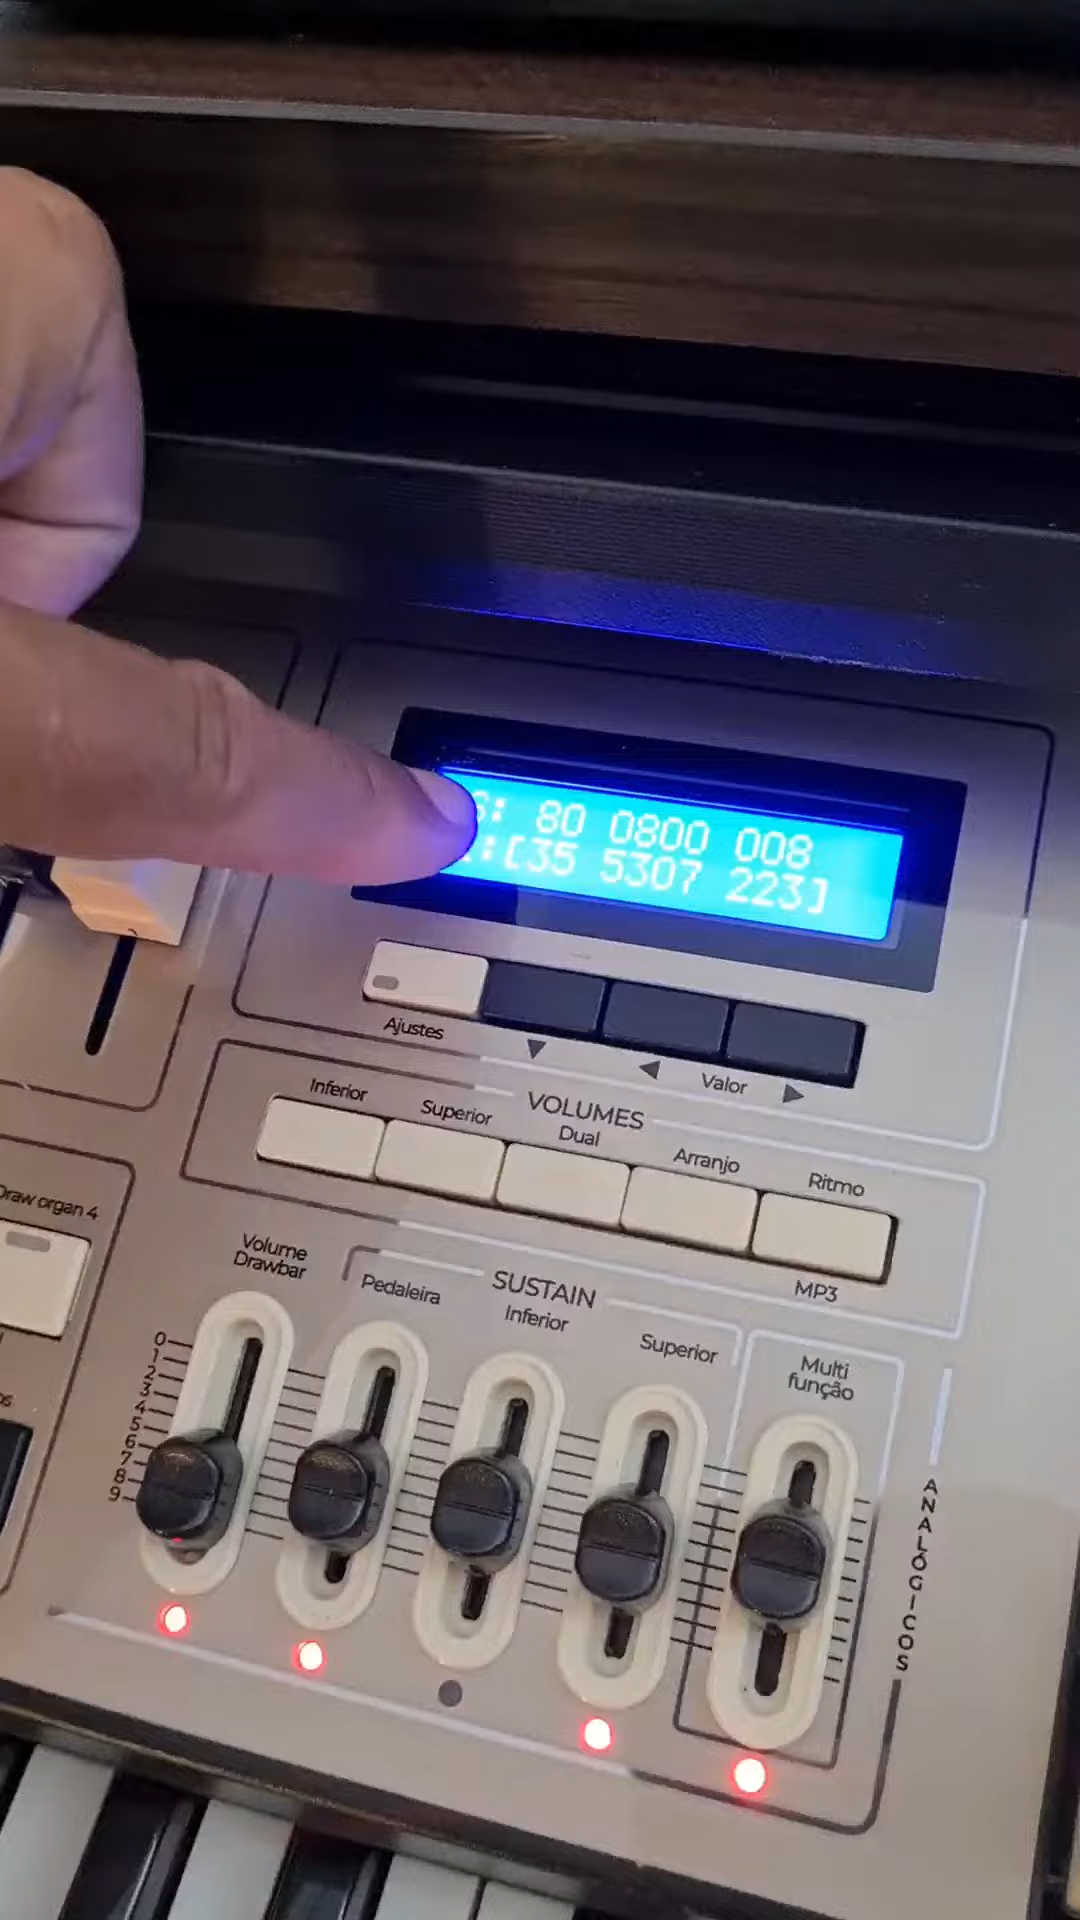 S: 80 0800 008
:[35 5307 223]
Ajustes
Valor
VOLUMES
Inferior
Superior
Dual
Arranjo
Ritmo
MP3
Draw organ 4
Volume
Drawbar
SUSTAIN
Pedaleira
Inferior
Superior
Multi
função
0
1
2
3
4
5
6
7
8
9
ANALÓGICOS